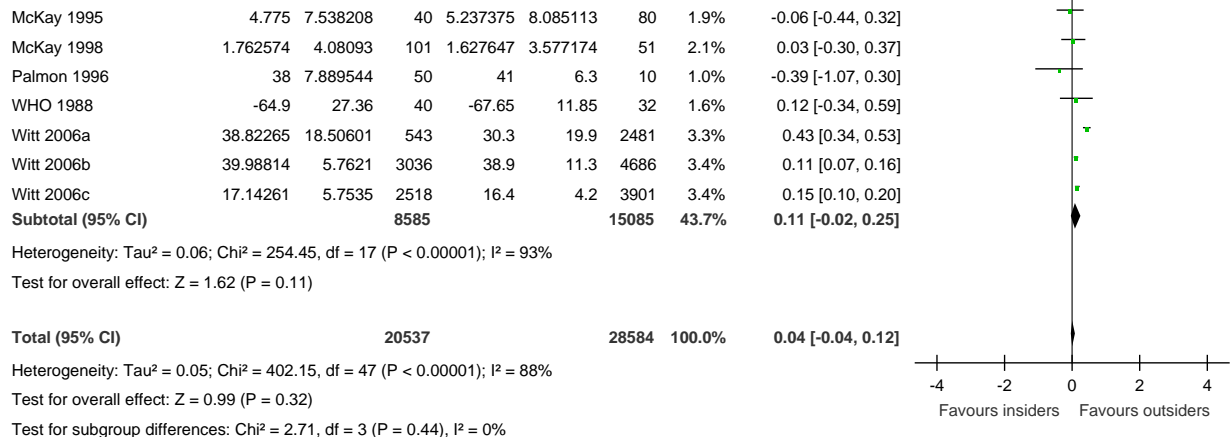 McKay 1995 4.775 7.538208 40 5.237375 8.085113 80 1.9% -0.06 [-0.44, 0.32]
McKay 1998 1.762574 4.08093 101 1.627647 3.577174 51 2.1% 0.03 [-0.30, 0.37]
Palmon 1996 38 7.889544 50 41 6.3 10 1.0% -0.39 [-1.07, 0.30]
WHO 1988 -64.9 27.36 40 -67.65 11.85 32 1.6% 0.12 [-0.34, 0.59]
Witt 2006a 38.82265 18.50601 543 30.3 19.9 2481 3.3% 0.43 [0.34, 0.53]
Witt 2006b 39.98814 5.7621 3036 38.9 11.3 4686 3.4% 0.11 [0.07, 0.16]
Witt 2006c 17.14261 5.7535 2518 16.4 4.2 3901 3.4% 0.15 [0.10, 0.20]
Subtotal (95% CI) 8585 15085 43.7% 0.11 [-0.02, 0.25]
Heterogeneity: Tau² = 0.06; Chi² = 254.45, df = 17 (P < 0.00001); I² = 93%
Test for overall effect: Z = 1.62 (P = 0.11)
Total (95% CI) 20537 28584 100.0% 0.04 [-0.04, 0.12]
Heterogeneity: Tau² = 0.05; Chi² = 402.15, df = 47 (P < 0.00001); I² = 88%
Test for overall effect: Z = 0.99 (P = 0.32)
Test for subgroup differences: Chi² = 2.71, df = 3 (P = 0.44), I² = 0%
-4 -2 0 2 4
Favours insiders Favours outsiders